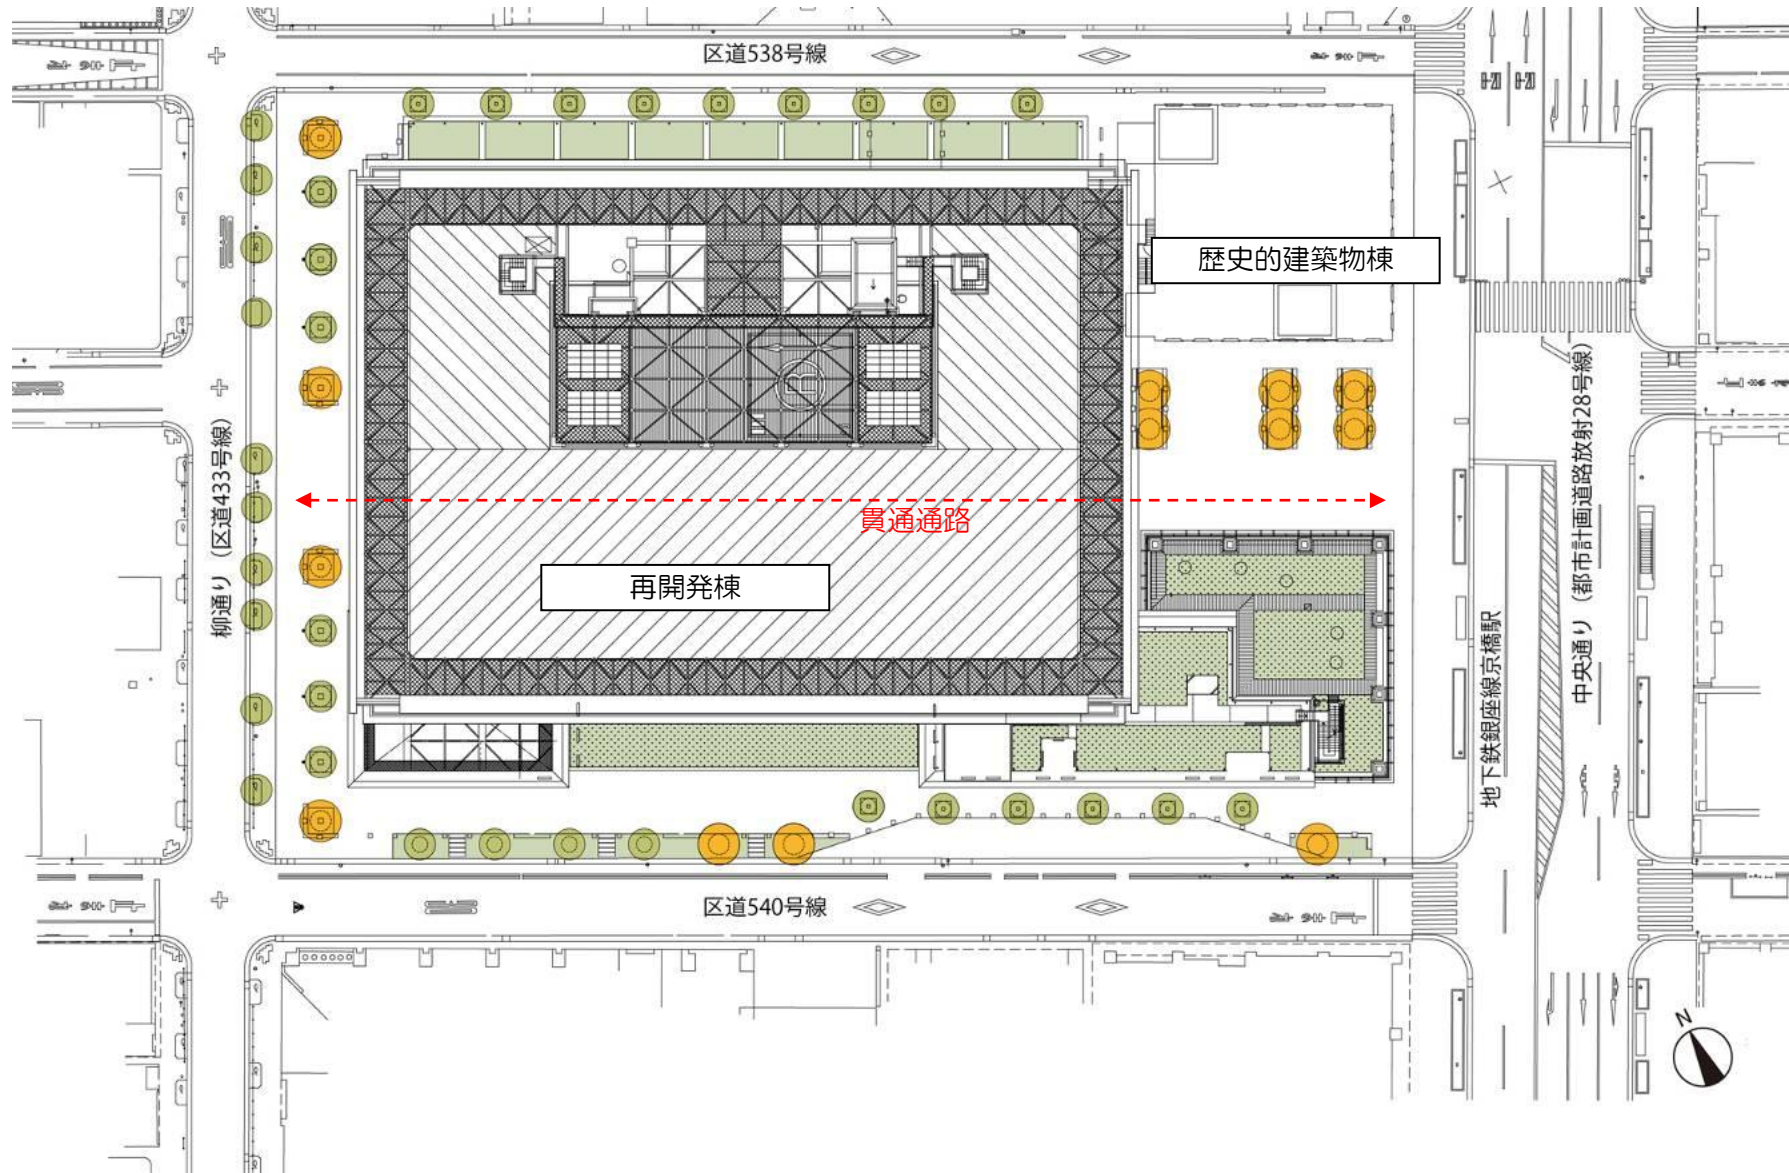 区道538号線
歴史的建築物棟
柳通り（区道433号線）
貫通通路
再開発棟
地下鉄銀座線京橋駅
中央通り（都市計画道路放射28号線）
区道540号線
N